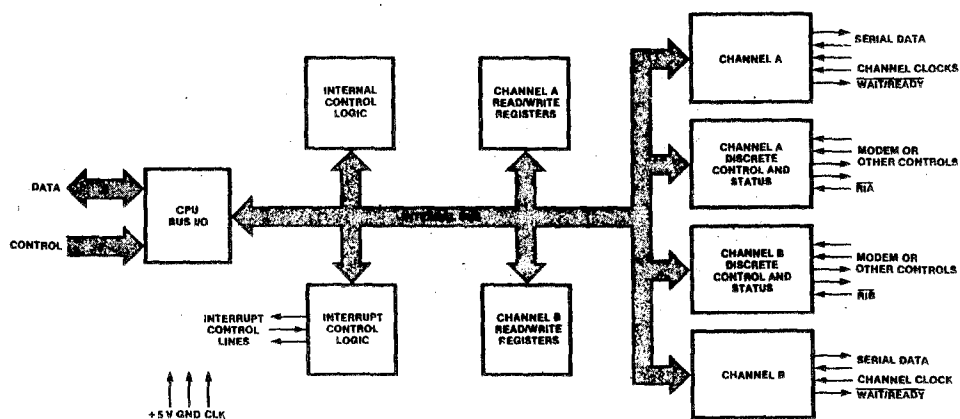 INTERNAL
CONTROL
LOGIC
CHANNEL A
READ/WRITE
REGISTERS
CHANNEL A
SERIAL DATA
CHANNEL CLOCKS
WAIT/READY
CHANNEL A
DISCRETE
CONTROL AND
STATUS
MODEM OR
OTHER CONTROLS
RIA
DATA
CONTROL
CPU
BUS I/O
INTERNAL BUS
CHANNEL B
DISCRETE
CONTROL AND
STATUS
MODEM OR
OTHER CONTROLS
RIB
INTERRUPT
CONTROL
LINES
INTERRUPT
CONTROL
LOGIC
CHANNEL B
READ/WRITE
REGISTERS
CHANNEL B
SERIAL DATA
CHANNEL CLOCK
WAIT/READY
+5 V GND CLK